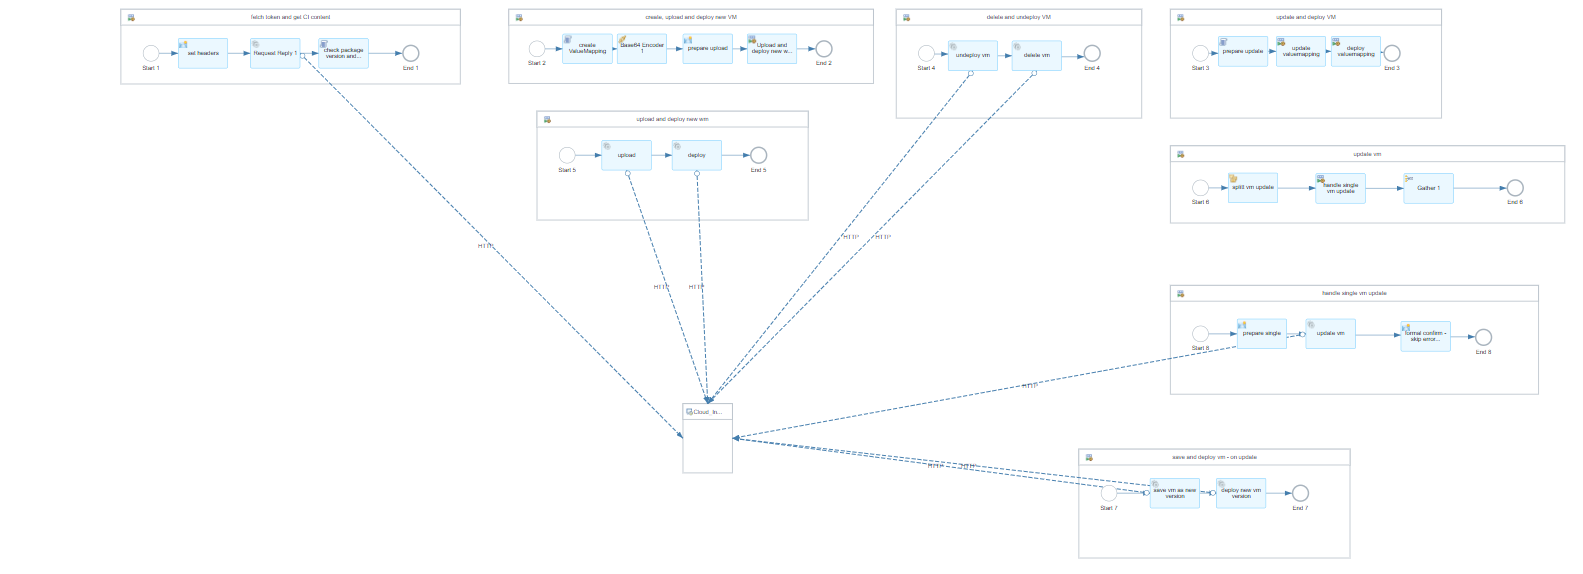 fetch token and get CI content
set headers
Request Reply 1
check package
version and...
Start 1
End 1
create, upload and deploy new VM
create
ValueMapping
Base64 Encoder
1
prepare upload
Upload and
deploy new w...
Start 2
End 2
delete and undeploy VM
undeploy vm
delete vm
Start 4
End 4
update and deploy VM
prepare update
update
valuemapping
deploy
valuemapping
Start 3
End 3
upload and deploy new wm
upload
deploy
Start 5
End 5
update vm
splitt vm update
handle single
vm update
Gather 1
Start 6
End 6
HTTP
HTTP
HTTP
HTTP
HTTP
handle single vm update
prepare single
update vm
formal confirm -
skip error...
Start 8
End 8
HTTP
Cloud_In...
save and deploy vm - on update
HTTP
HTTP
save vm as new
version
deploy new vm
version
Start 7
End 7